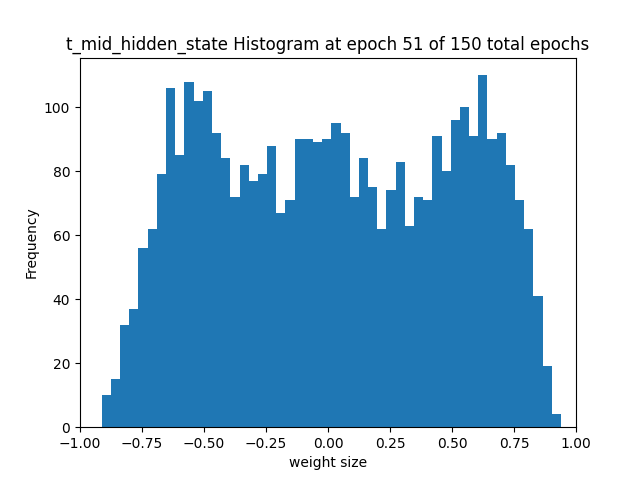 t_mid_hidden_state Histogram at epoch 51 of 150 total epochs
100
80
60
40
20
0
Frequency
−1.00 −0.75 −0.50 −0.25 0.00 0.25 0.50 0.75 1.00
weight size